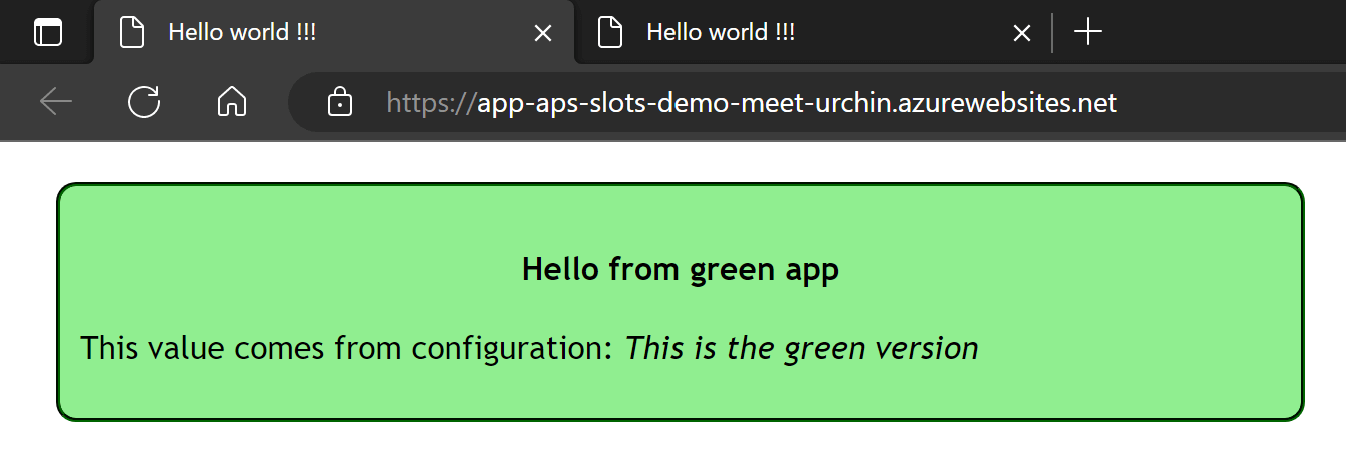 Hello world !!!
Hello world !!!
https://app-aps-slots-demo-meet-urchin.azurewebsites.net
Hello from green app
This value comes from configuration: This is the green version